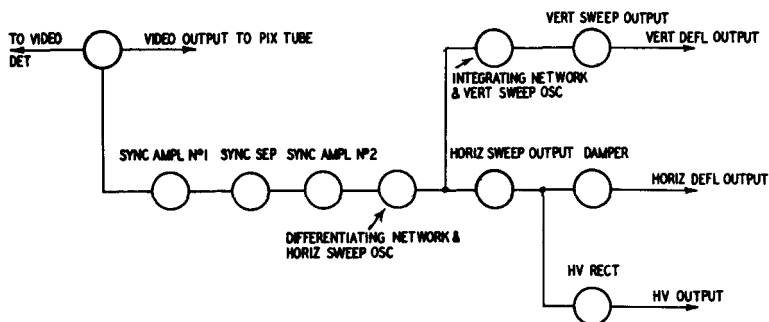 TO VIDEO
DET
VIDEO OUTPUT TO PIX TUBE
VERT SWEEP OUTPUT
VERT DEFL OUTPUT
INTEGRATING NETWORK
& VERT SWEEP OSC
SYNC AMPL Nº1
SYNC SEP
SYNC AMPL Nº2
HORIZ SWEEP OUTPUT
DAMPER
HORIZ DEFL OUTPUT
DIFFERENTIATING NETWORK &
HORIZ SWEEP OSC
HV RECT
HV OUTPUT